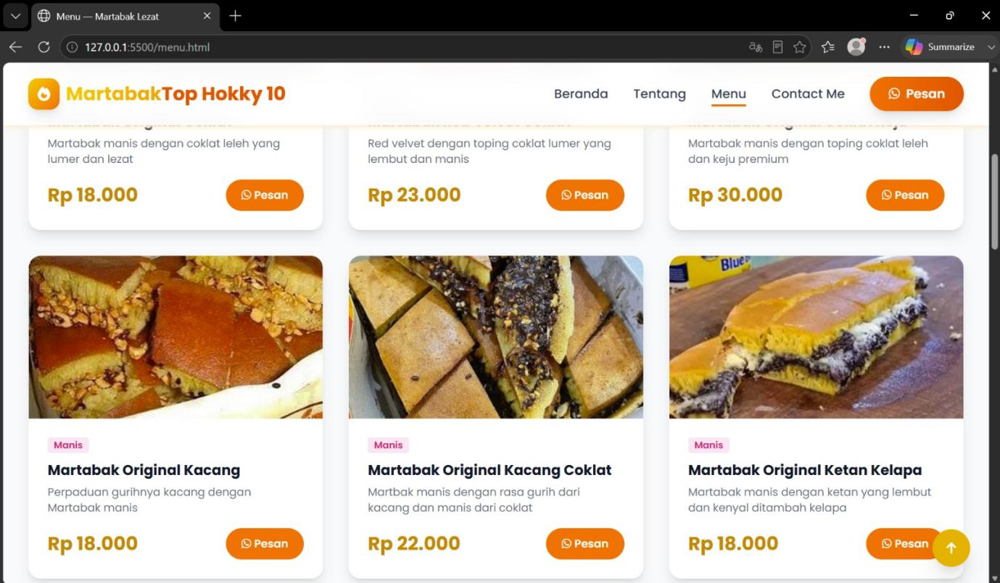 Menu — Martabak Lezat
127.0.0.1:5500/menu.html
Summarize
MartabakTop Hokky 10
Beranda
Tentang
Menu
Contact Me
Pesan
Martabak manis dengan coklat leleh yang
lumer dan lezat
Rp 18.000
Pesan
Red velvet dengan toping coklat lumer yang
lembut dan manis
Rp 23.000
Pesan
Martabak manis dengan toping coklat leleh
dan keju premium
Rp 30.000
Pesan
Manis
Martabak Original Kacang
Perpaduan gurihnya kacang dengan
Martabak manis
Rp 18.000
Pesan
Manis
Martabak Original Kacang Coklat
Martbak manis dengan rasa gurih dari
kacang dan manis dari coklat
Rp 22.000
Pesan
Blue
Manis
Martabak Original Ketan Kelapa
Martabak manis dengan ketan yang lembut
dan kenyal ditambah kelapa
Rp 18.000
Pesan